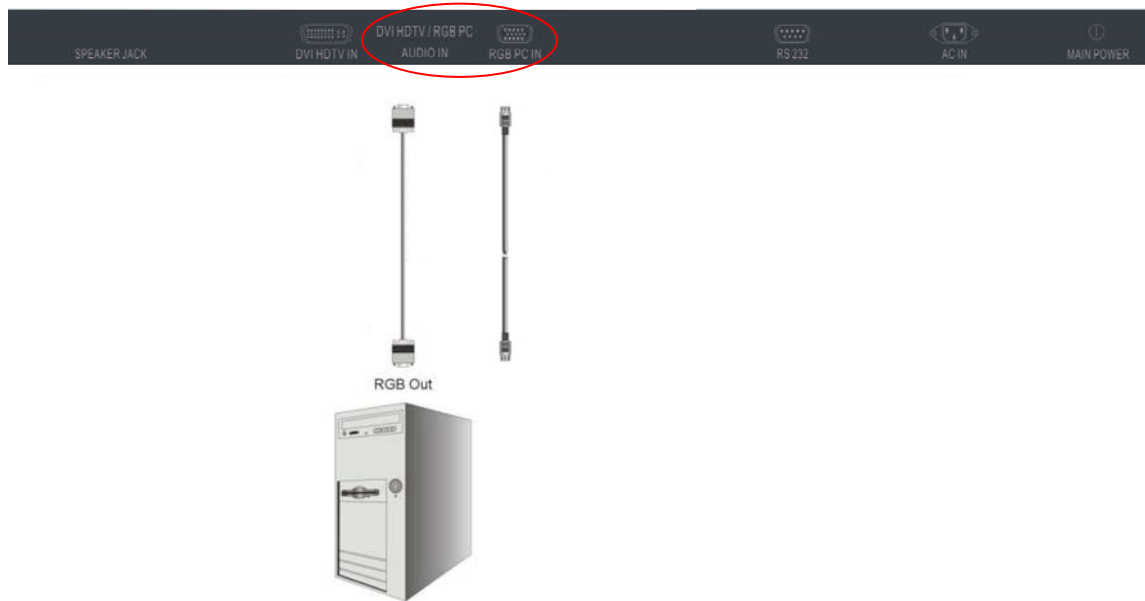 DVI HDTV / RGB PC
SPEAKER JACK
DVI HDTV IN
AUDIO IN
RGB PC IN
RS 232
AC IN
MAIN POWER
RGB Out